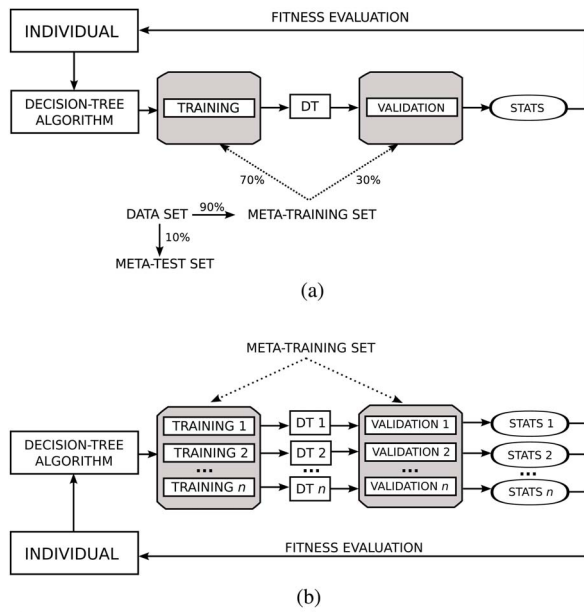 FITNESS EVALUATION
INDIVIDUAL
DECISION-TREE
ALGORITHM
TRAINING
DT
VALIDATION
STATS
70%
30%
DATA SET
90%
META-TRAINING SET
10%
META-TEST SET
(a)
META-TRAINING SET
DECISION-TREE
ALGORITHM
TRAINING 1
DT 1
VALIDATION 1
STATS 1
TRAINING 2
DT 2
VALIDATION 2
STATS 2
...
...
...
...
TRAINING n
DT n
VALIDATION n
STATS n
INDIVIDUAL
FITNESS EVALUATION
(b)